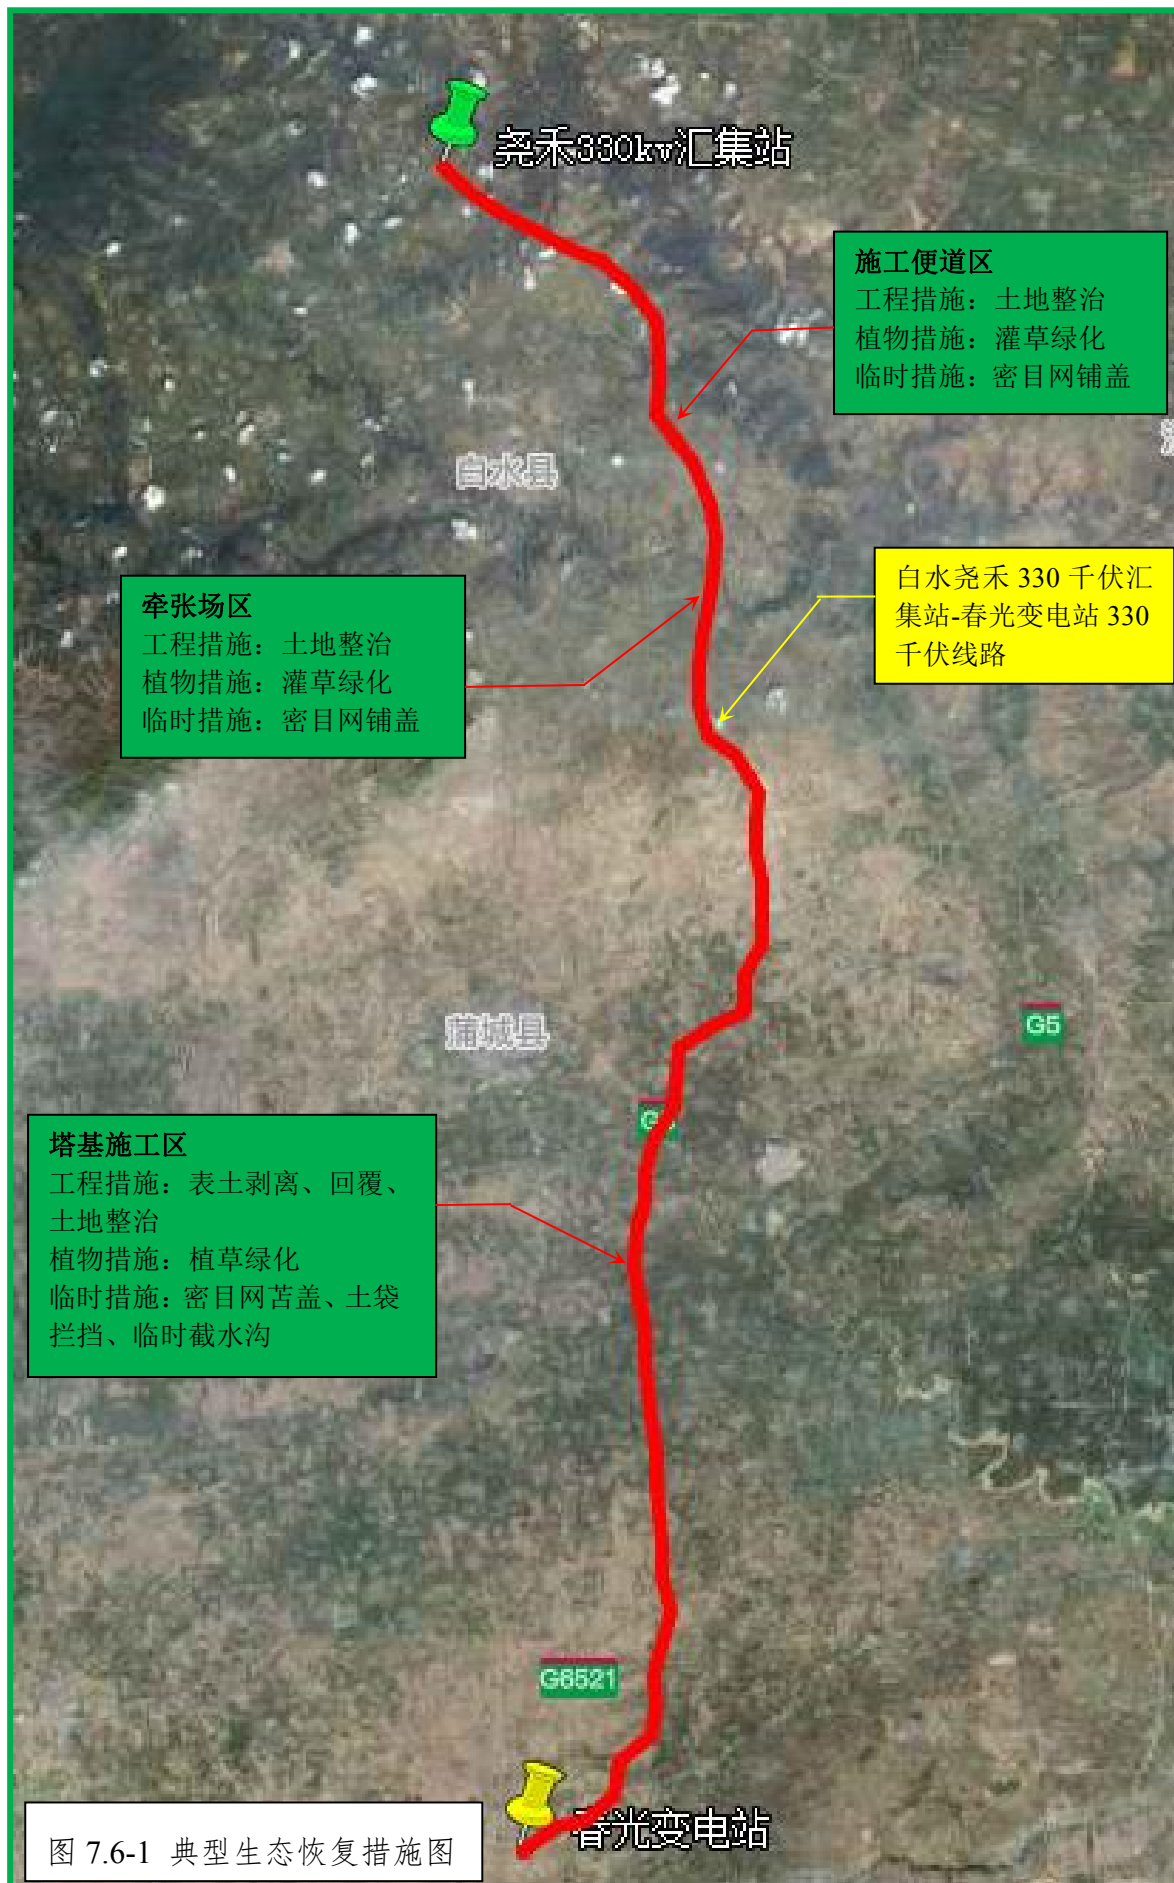 尧禾330kv汇集站
施工便道区
工程措施：土地整治
植物措施：灌草绿化
临时措施：密目网铺盖
白水县
白水尧禾 330 千伏汇
集站-春光变电站 330
千伏线路
牵张场区
工程措施：土地整治
植物措施：灌草绿化
临时措施：密目网铺盖
G5
蒲城县
塔基施工区
工程措施：表土剥离、回覆、
土地整治
植物措施：植草绿化
临时措施：密目网苫盖、土袋
拦挡、临时截水沟
G6521
春光变电站
图 7.6-1 典型生态恢复措施图